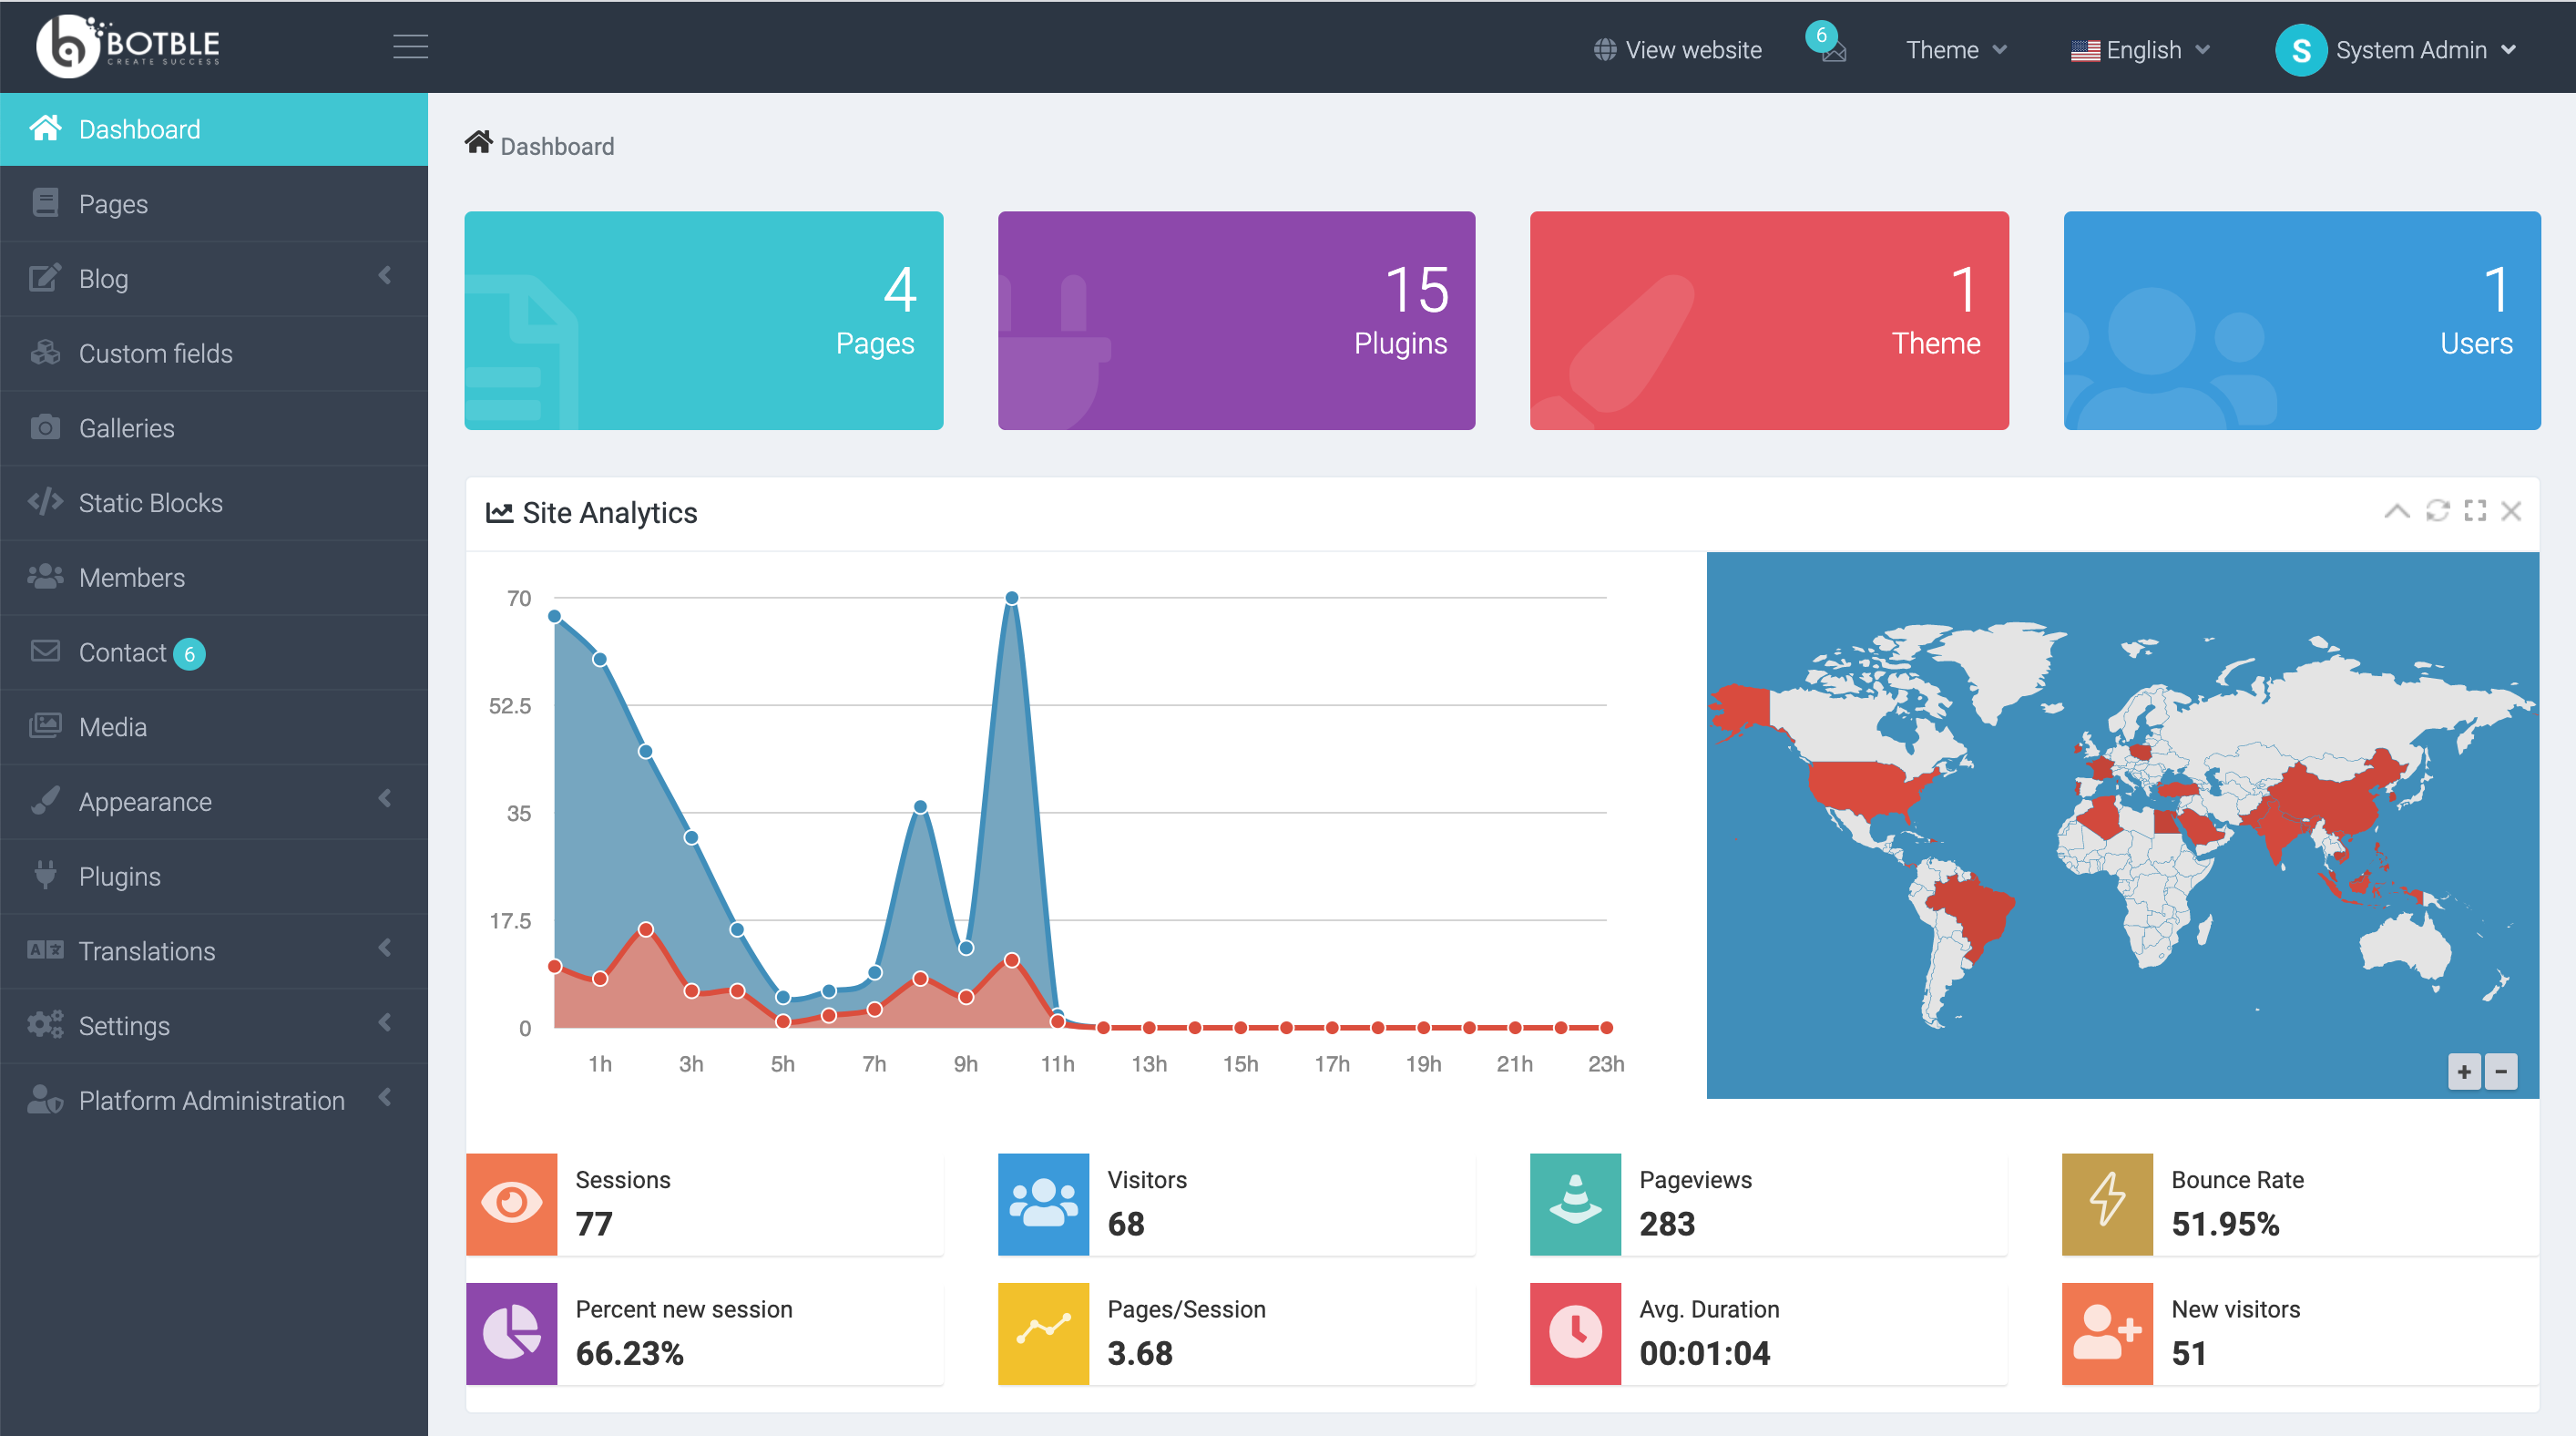 BOTBLE
CREATE SUCCESS
View website
6
Theme
English
S
System Admin
Dashboard
Pages
Blog
Custom fields
Galleries
Static Blocks
Members
Contact 6
Media
Appearance
Plugins
Translations
Settings
Platform Administration
Dashboard
4
Pages
15
Plugins
1
Theme
1
Users
Site Analytics
70
52.5
35
17.5
0
1h 3h 5h 7h 9h 11h 13h 15h 17h 19h 21h 23h
+ −
Sessions
77
Visitors
68
Pageviews
283
Bounce Rate
51.95%
Percent new session
66.23%
Pages/Session
3.68
Avg. Duration
00:01:04
New visitors
51